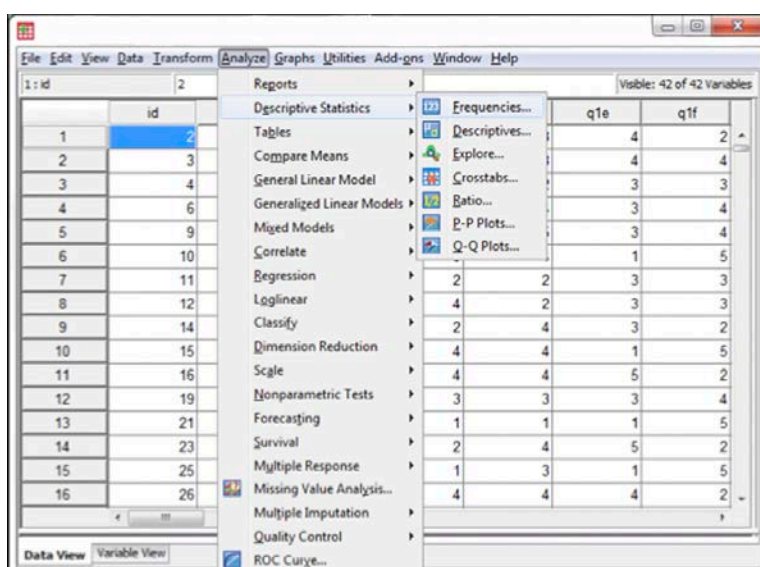 File Edit View Data Transform Analyze Graphs Utilities Add-ons Window Help
1 : id 2 Reports Visible: 42 of 42 Variables
id Descriptive Statistics 123 Frequencies... q1e q1f
1 2 Tables Descriptives... 4 2
2 3 Compare Means Explore... 4 4
3 4 General Linear Model Crosstabs... 3 3
4 6 Generalized Linear Models 1/2 Ratio... 3 4
5 9 Mixed Models P-P Plots... 3 4
6 10 Correlate Q-Q Plots... 1 5
7 11 Regression 2 2 3 3
8 12 Loglinear 4 2 3 3
9 14 Classify 2 4 3 2
10 15 Dimension Reduction 4 4 1 5
11 16 Scale 4 4 5 2
12 19 Nonparametric Tests 3 3 3 4
13 21 Forecasting 1 1 1 5
14 23 Survival 2 4 5 2
15 25 Multiple Response 1 3 1 5
16 26 Missing Value Analysis... 4 4 4 2
Multiple Imputation
Quality Control
Data View Variable View ROC Curve...